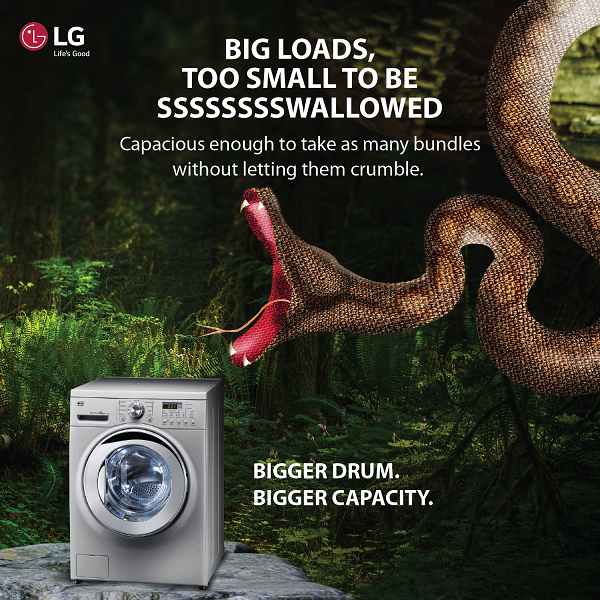 LG
Life's Good
BIG LOADS,
TOO SMALL TO BE
SSSSSSSSWALLOWED
Capacious enough to take as many bundles
without letting them crumble.
BIGGER DRUM.
BIGGER CAPACITY.